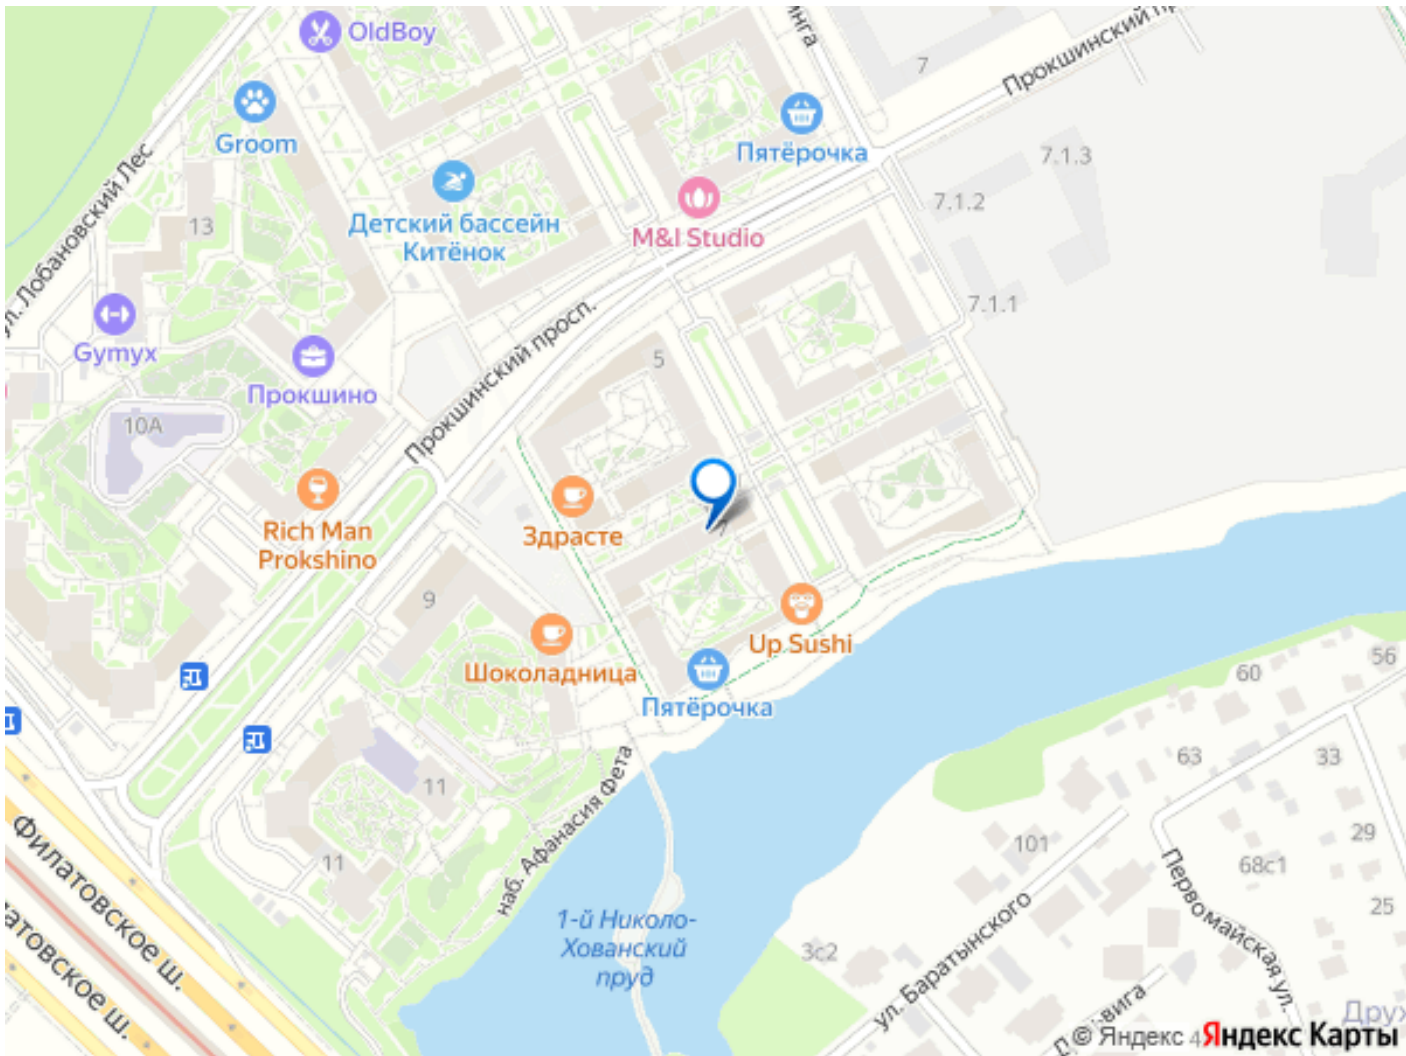 OldBoy
Прокшинский
7
Groom
Пятёрочка
7.1.3
7.1.2
ул. Лобановский Лес
13
Детский бассейн
Китёнок
M&I Studio
7.1.1
Gymyx
Прокшино
Прокшинский просп.
5
10А
Rich Man
Prokshino
Здрасте
7
9
Шоколадница
Up Sushi
Пятёрочка
56
60
63
33
11
наб. Афанасия Фета
11
101
29
68с1
Филатовское ш.
Первомайская ул.
25
1-й Николо-
Хованский
пруд
3с2
ул. Баратынского
© Яндекс
Яндекс Карты